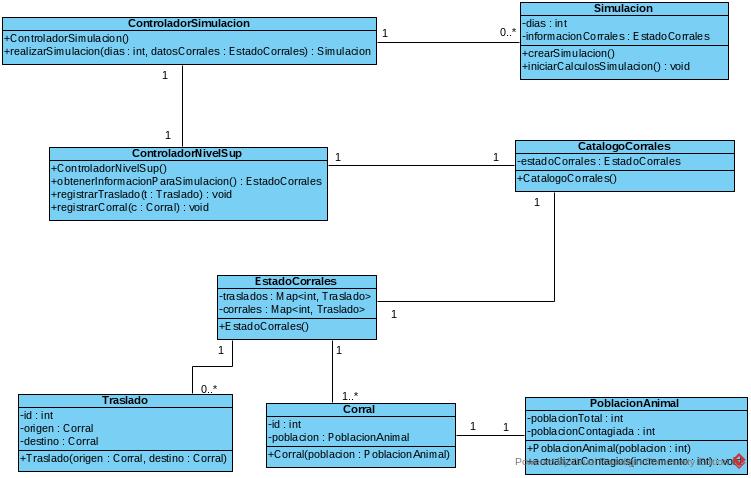 ControladorSimulacion
+ControladorSimulacion()
+realizarSimulacion(dias : int, datosCorrales : EstadoCorrales) : Simulacion
1
0..*
Simulacion
-dias : int
-informacionCorrales : EstadoCorrales
+crearSimulacion()
+iniciarCalculosSimulacion() : void
1
1
ControladorNivelSup
+ControladorNivelSup()
+obtenerInformacionParaSimulacion() : EstadoCorrales
+registrarTraslado(t : Traslado) : void
+registrarCorral(c : Corral) : void
1
1
CatalogoCorrales
-estadoCorrales : EstadoCorrales
+CatalogoCorrales()
1
1
EstadoCorrales
-traslados : Map<int, Traslado>
-corrales : Map<int, Traslado>
+EstadoCorrales()
1
1
0..*
1..*
Traslado
-id : int
-origen : Corral
-destino : Corral
+Traslado(origen : Corral, destino : Corral)
Corral
-id : int
-poblacion : PoblacionAnimal
+Corral(poblacion : PoblacionAnimal)
1
1
PoblacionAnimal
-poblacionTotal : int
-poblacionContagiada : int
+PoblacionAnimal(poblacion : int)
+actualizarContagios(incremento : int) : void